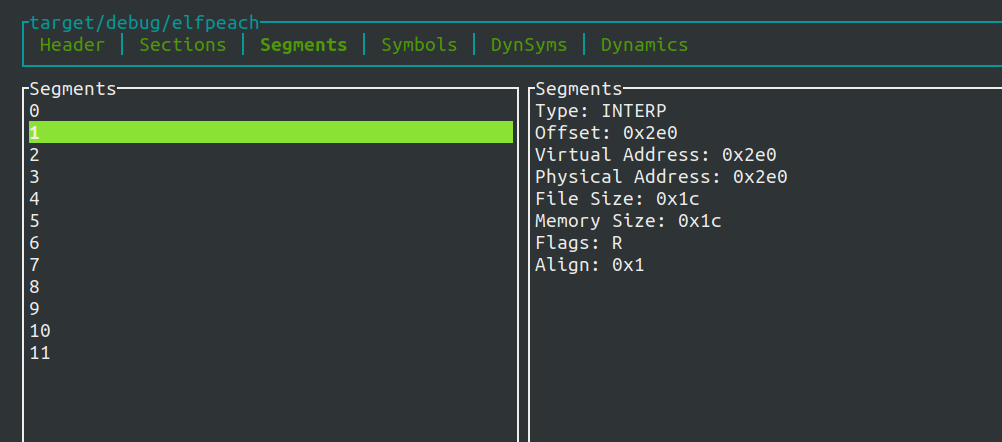 target/debug/elfpeach
Header │ Sections │ Segments │ Symbols │ DynSyms │ Dynamics
Segments
0
1
2
3
4
5
6
7
8
9
10
11
Segments
Type: INTERP
Offset: 0x2e0
Virtual Address: 0x2e0
Physical Address: 0x2e0
File Size: 0x1c
Memory Size: 0x1c
Flags: R
Align: 0x1